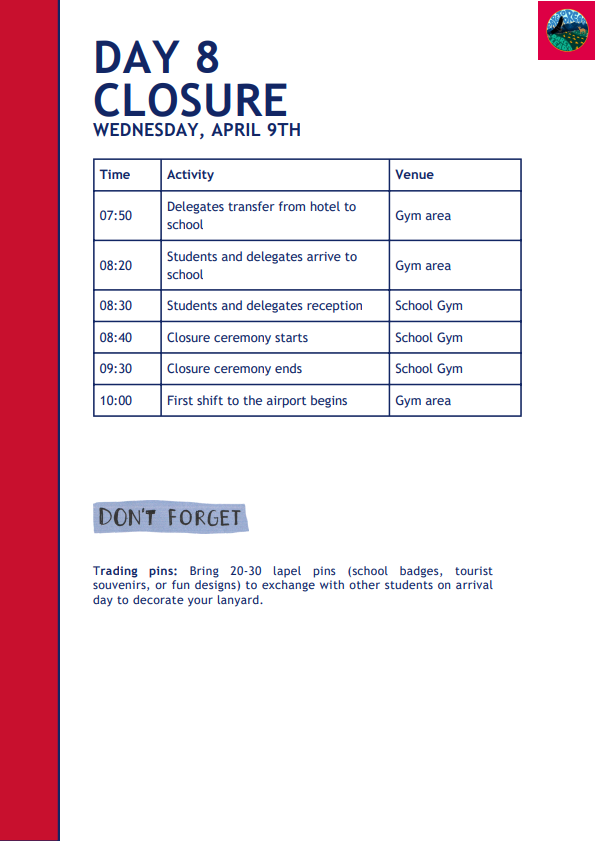 DAY 8
CLOSURE
WEDNESDAY, APRIL 9TH
Time Activity Venue
07:50 Delegates transfer from hotel to school Gym area
08:20 Students and delegates arrive to school Gym area
08:30 Students and delegates reception School Gym
08:40 Closure ceremony starts School Gym
09:30 Closure ceremony ends School Gym
10:00 First shift to the airport begins Gym area
DON'T FORGET
Trading pins: Bring 20-30 lapel pins (school badges, tourist
souvenirs, or fun designs) to exchange with other students on arrival
day to decorate your lanyard.